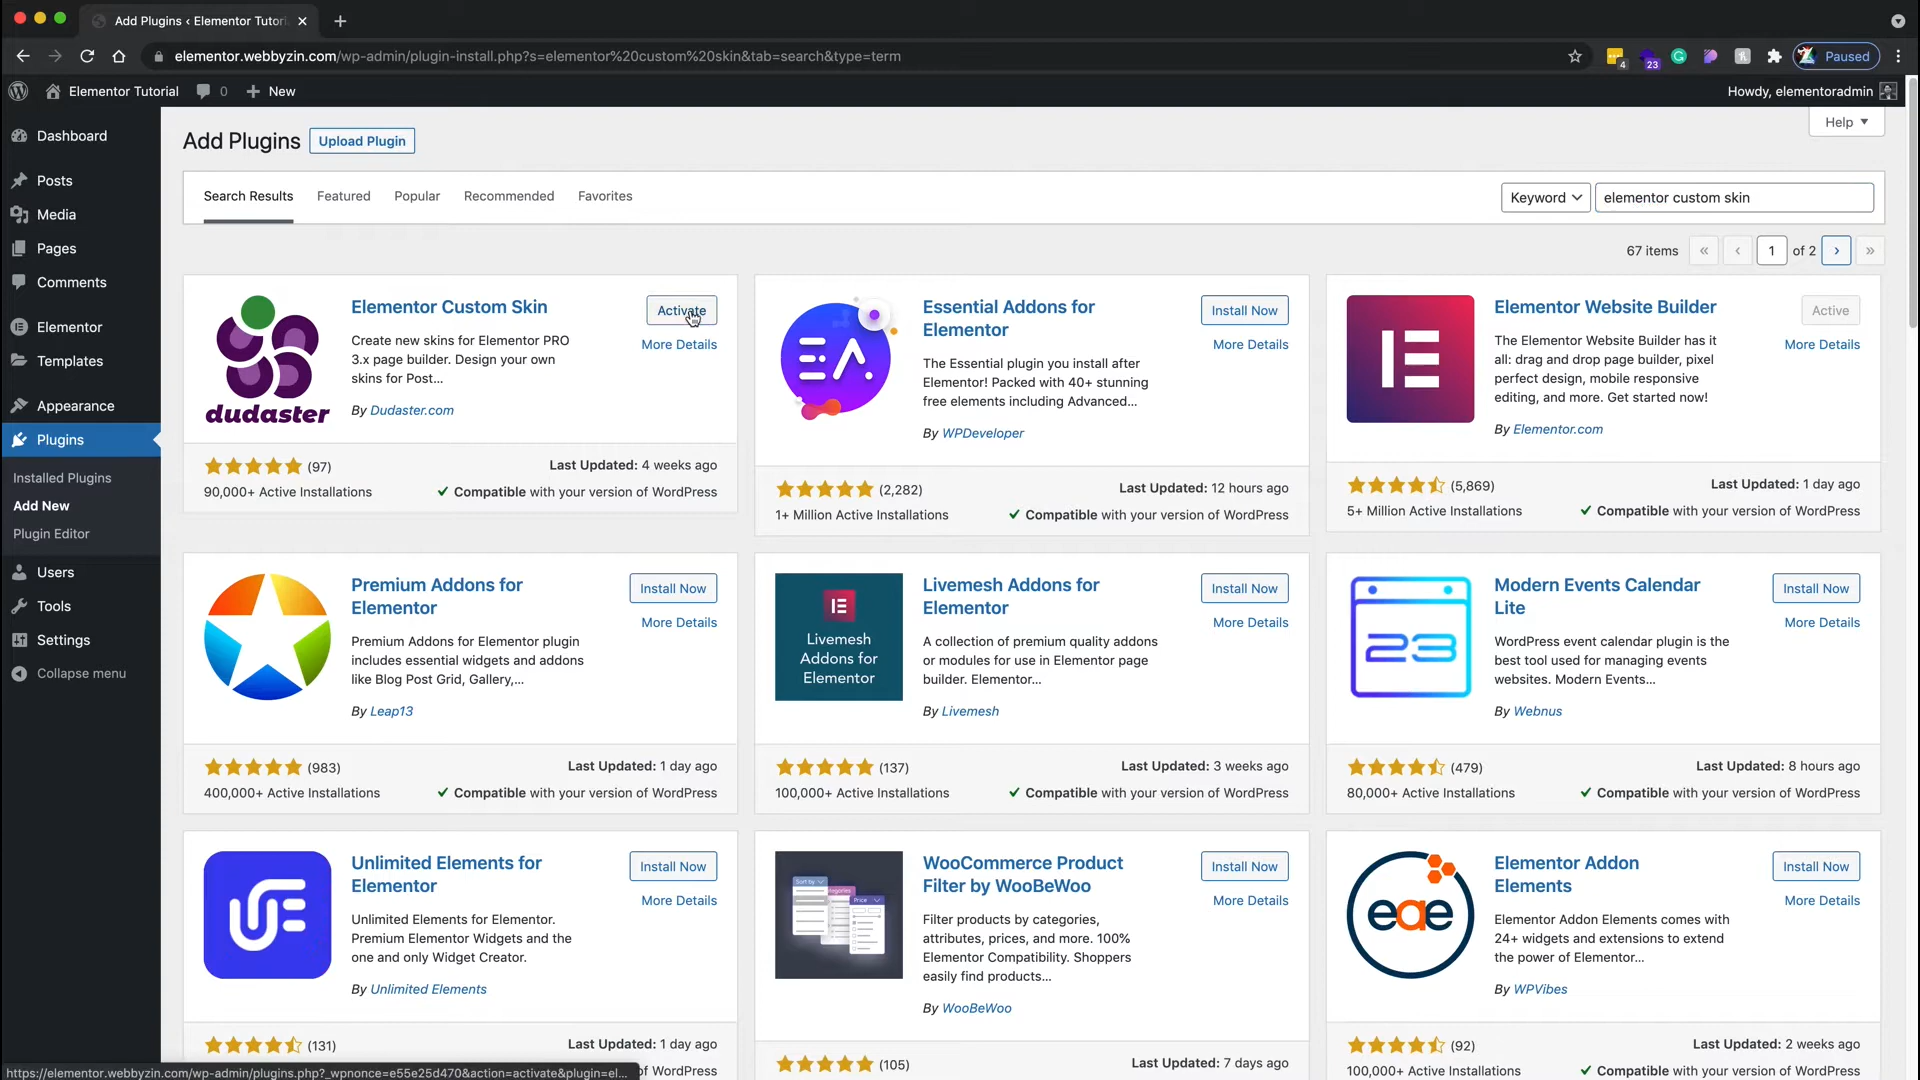 Add Plugins ‹ Elementor Tutori
elementor.webbyzin.com/wp-admin/plugin-install.php?s=elementor%20custom%20skin&tab=search&type=term
4
23
Paused
Elementor Tutorial
0
New
Howdy, elementoradmin
Dashboard
Posts
Media
Pages
Comments
Elementor
Templates
Appearance
Plugins
Installed Plugins
Add New
Plugin Editor
Users
Tools
Settings
Collapse menu
Add Plugins
Upload Plugin
Help
Search Results
Featured
Popular
Recommended
Favorites
Keyword
elementor custom skin
67 items
«
‹
1
of 2
›
»
dudaster
Elementor Custom Skin
Activate
More Details
Create new skins for Elementor PRO
3.x page builder. Design your own
skins for Post...
By Dudaster.com
(97)
Last Updated: 4 weeks ago
90,000+ Active Installations
Compatible with your version of WordPress
Essential Addons for
Elementor
Install Now
More Details
The Essential plugin you install after
Elementor! Packed with 40+ stunning
free elements including Advanced...
By WPDeveloper
(2,282)
Last Updated: 12 hours ago
1+ Million Active Installations
Compatible with your version of WordPress
Elementor Website Builder
Active
More Details
The Elementor Website Builder has it
all: drag and drop page builder, pixel
perfect design, mobile responsive
editing, and more. Get started now!
By Elementor.com
(5,869)
Last Updated: 1 day ago
5+ Million Active Installations
Compatible with your version of WordPress
Premium Addons for
Elementor
Install Now
More Details
Premium Addons for Elementor plugin
includes essential widgets and addons
like Blog Post Grid, Gallery,...
By Leap13
(983)
Last Updated: 1 day ago
400,000+ Active Installations
Compatible with your version of WordPress
Livemesh
Addons for
Elementor
Livemesh Addons for
Elementor
Install Now
More Details
A collection of premium quality addons
or modules for use in Elementor page
builder. Elementor...
By Livemesh
(137)
Last Updated: 3 weeks ago
100,000+ Active Installations
Compatible with your version of WordPress
23
Modern Events Calendar
Lite
Install Now
More Details
WordPress event calendar plugin is the
best tool used for managing events
websites. Modern Events...
By Webnus
(479)
Last Updated: 8 hours ago
80,000+ Active Installations
Compatible with your version of WordPress
Unlimited Elements for
Elementor
Install Now
More Details
Unlimited Elements for Elementor.
Premium Elementor Widgets and the
one and only Widget Creator.
By Unlimited Elements
(131)
Last Updated: 1 day ago
of WordPress
Sort by
Price
WooCommerce Product
Filter by WooBeWoo
Install Now
More Details
Filter products by categories,
attributes, prices, and more. 100%
Elementor Compatibility. Shoppers
easily find products...
By WooBeWoo
(105)
Last Updated: 7 days ago
eae
Elementor Addon
Elements
Install Now
More Details
Elementor Addon Elements comes with
24+ widgets and extensions to extend
the power of Elementor...
By WPVibes
(92)
Last Updated: 2 weeks ago
100,000+ Active Installations
Compatible with your version of WordPress
https://elementor.webbyzin.com/wp-admin/plugins.php?_wpnonce=e55e25d470&action=activate&plugin=el...